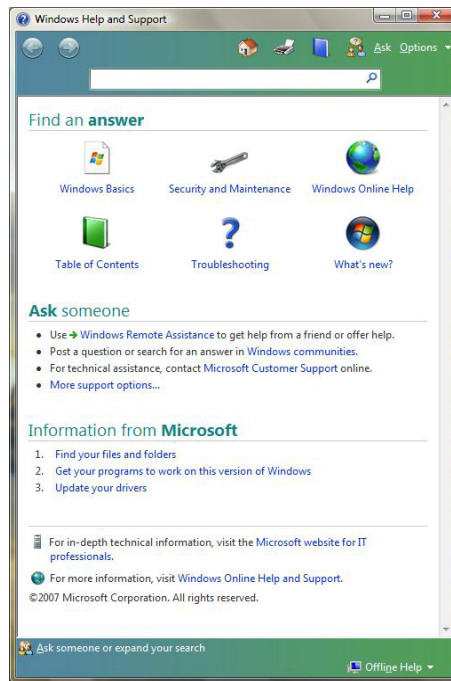 Windows Help and Support
Ask Options
Find an answer
Windows Basics
Security and Maintenance
Windows Online Help
Table of Contents
Troubleshooting
What's new?
Ask someone
Use Windows Remote Assistance to get help from a friend or offer help.
Post a question or search for an answer in Windows communities.
For technical assistance, contact Microsoft Customer Support online.
More support options...
Information from Microsoft
1. Find your files and folders
2. Get your programs to work on this version of Windows
3. Update your drivers
For in-depth technical information, visit the Microsoft website for IT
professionals.
For more information, visit Windows Online Help and Support.
©2007 Microsoft Corporation. All rights reserved.
Ask someone or expand your search
Offline Help